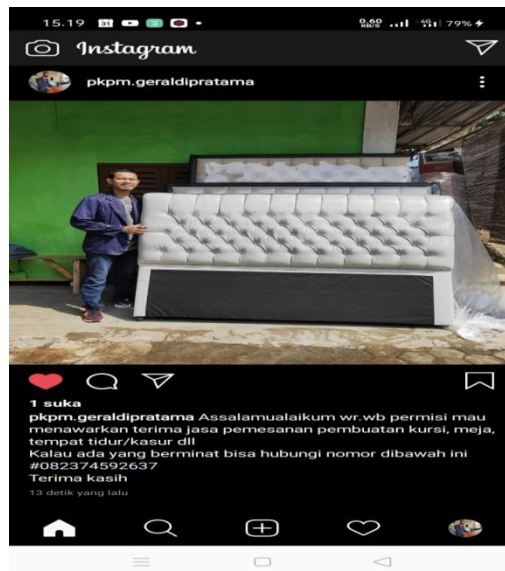 15.19
0,60
KB/S
4G
79%
Instagram
pkpm.geraldipratama
1 suka
pkpm.geraldipratama Assalamualaikum wr.wb permisi mau
menawarkan terima jasa pemesanan pembuatan kursi, meja,
tempat tidur/kasur dll
Kalau ada yang berminat bisa hubungi nomor dibawah ini
#082374592637
Terima kasih
13 detik yang lalu